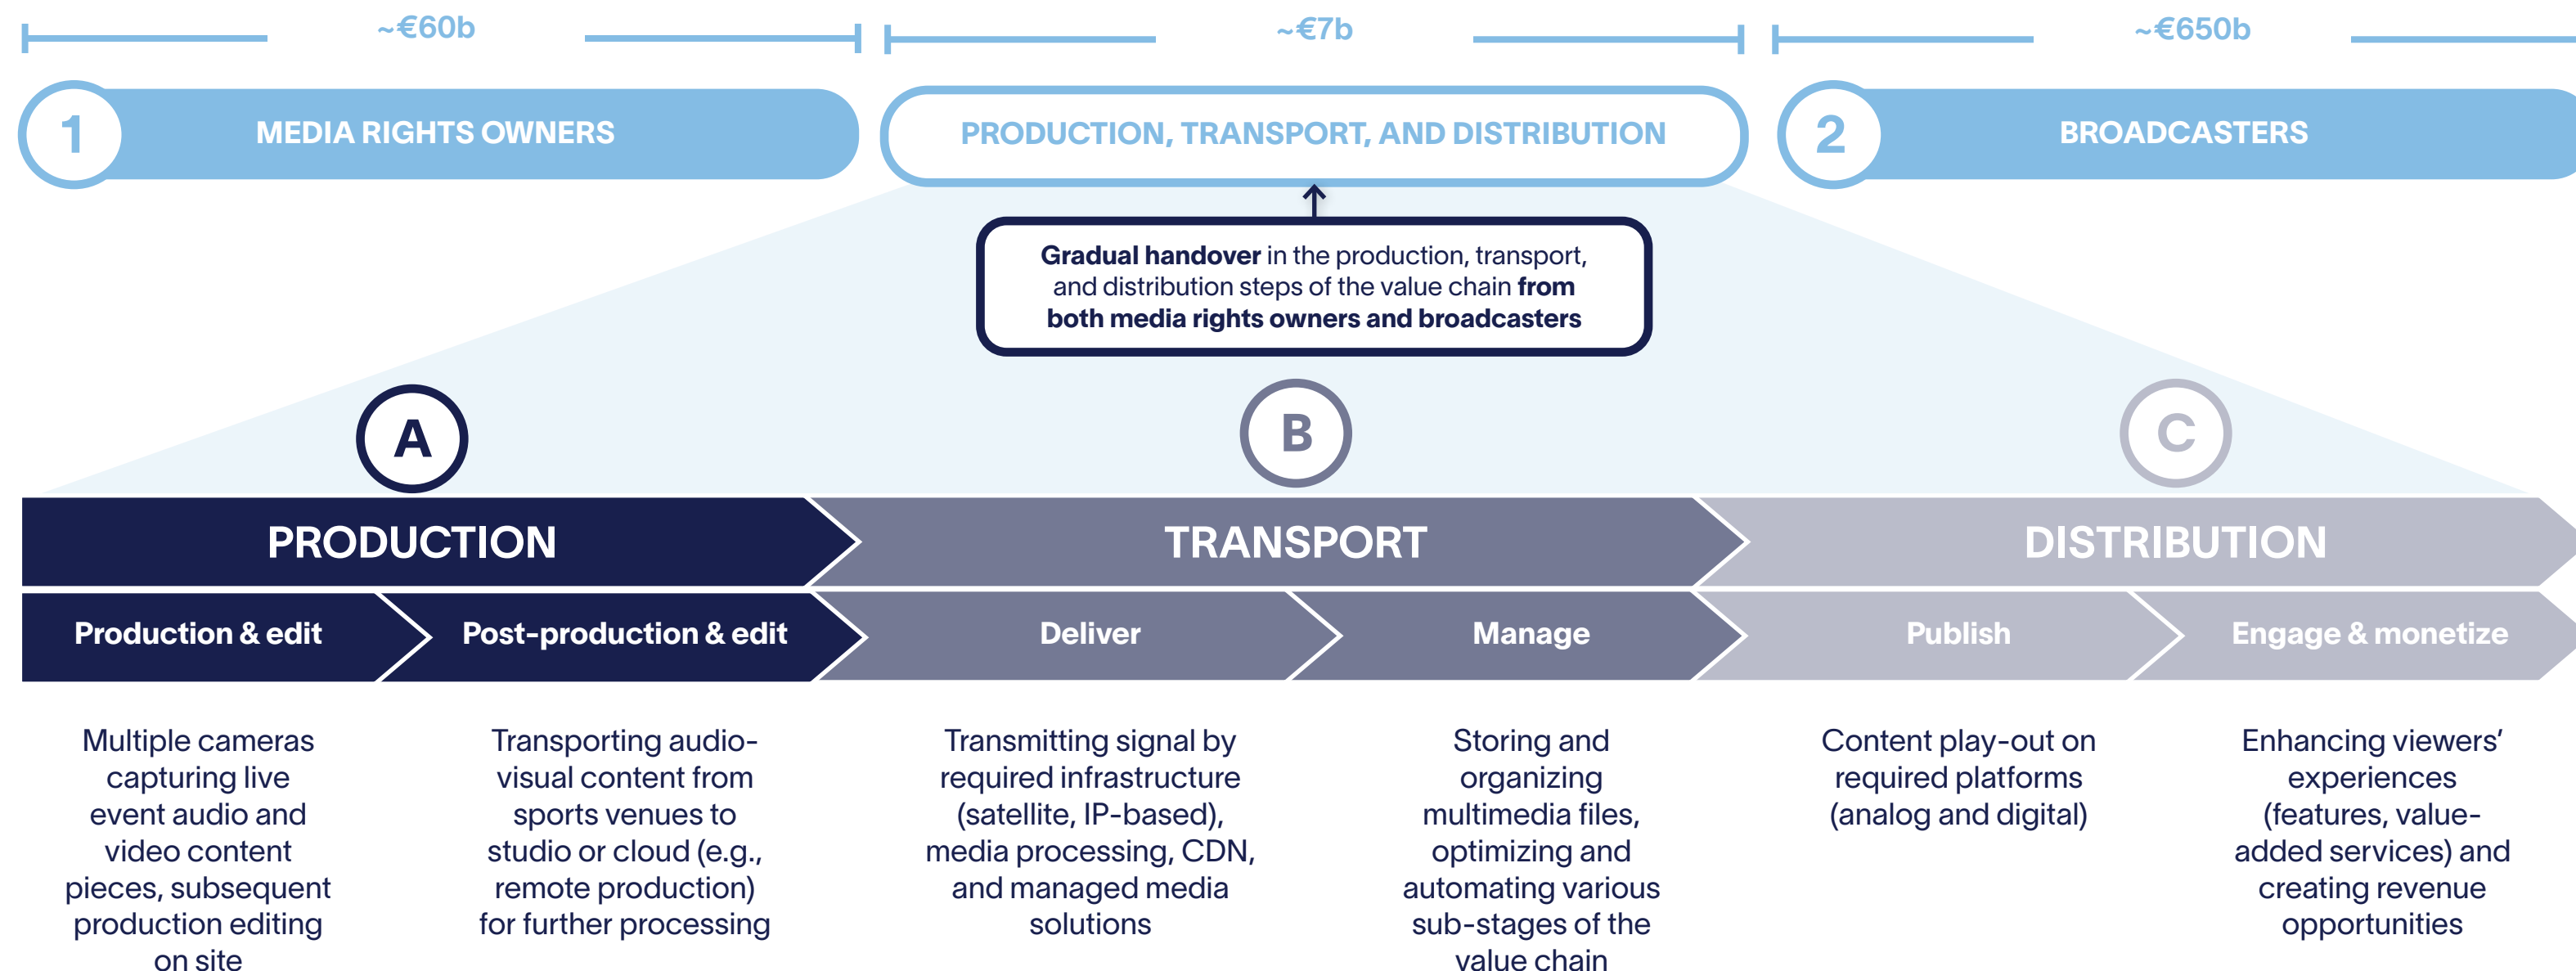 ~€60b
~€7b
~€650b
1
MEDIA RIGHTS OWNERS
PRODUCTION, TRANSPORT, AND DISTRIBUTION
2
BROADCASTERS
Gradual handover in the production, transport,
and distribution steps of the value chain from
both media rights owners and broadcasters
A
B
C
PRODUCTION
TRANSPORT
DISTRIBUTION
Production & edit
Post-production & edit
Deliver
Manage
Publish
Engage & monetize
Multiple cameras
capturing live
event audio and
video content
pieces, subsequent
production editing
on site
Transporting audio-
visual content from
sports venues to
studio or cloud (e.g.,
remote production)
for further processing
Transmitting signal by
required infrastructure
(satellite, IP-based),
media processing, CDN,
and managed media
solutions
Storing and
organizing
multimedia files,
optimizing and
automating various
sub-stages of the
value chain
Content play-out on
required platforms
(analog and digital)
Enhancing viewers’
experiences
(features, value-
added services) and
creating revenue
opportunities